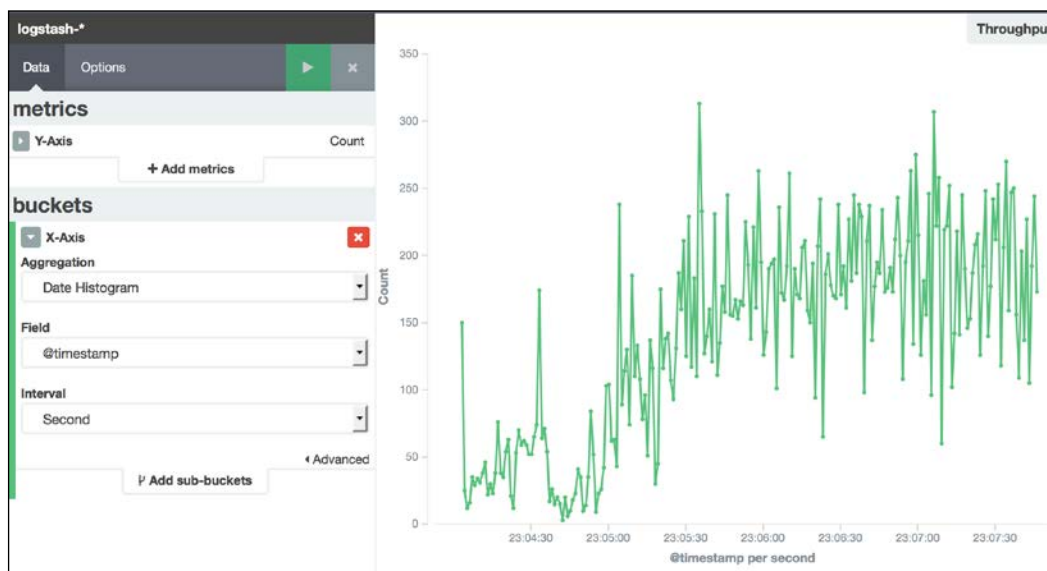 logstash-*
Data Options
metrics
Y-Axis Count
+ Add metrics
buckets
X-Axis
Aggregation
Date Histogram
Field
@timestamp
Interval
Second
Advanced
Add sub-buckets
Throughpu
350
300
250
200
150
100
50
0
Count
23:04:30 23:05:00 23:05:30 23:06:00 23:06:30 23:07:00 23:07:30
@timestamp per second